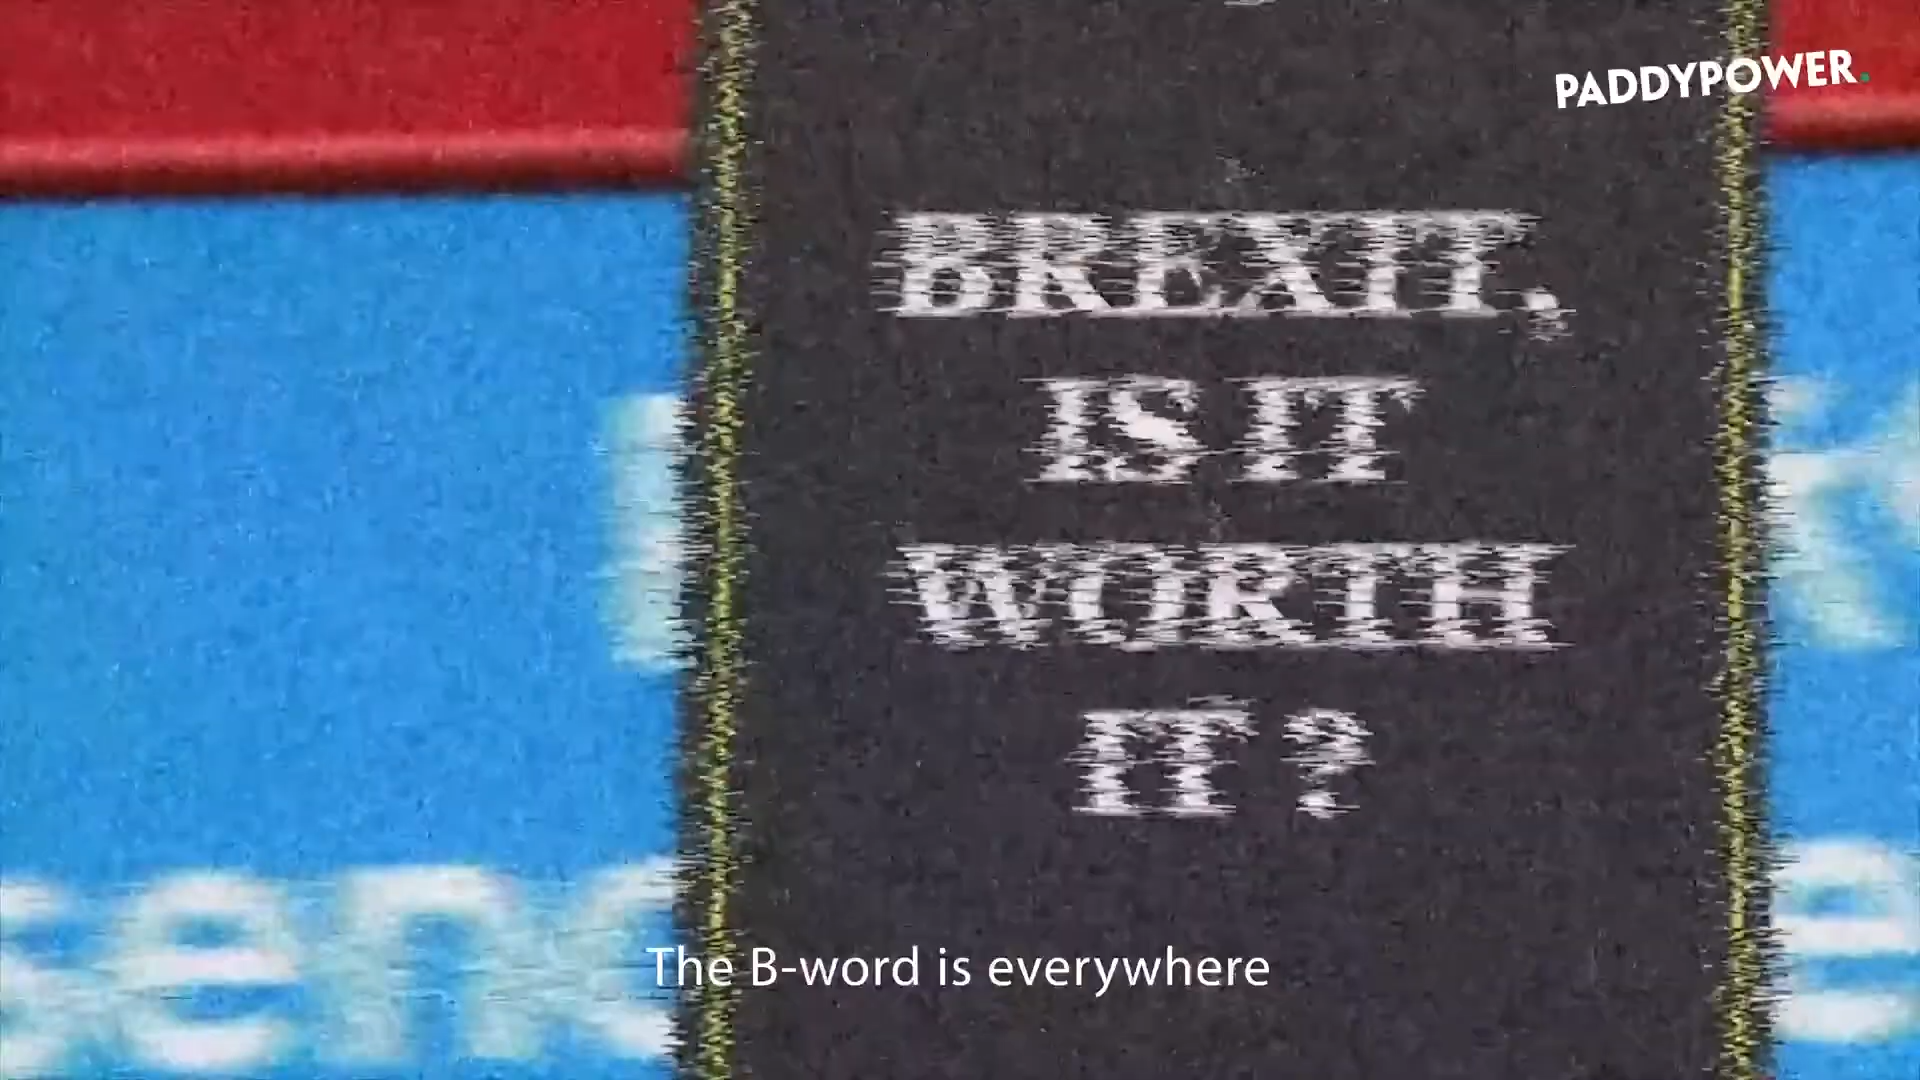 PADDYPOWER.
BREXIT,
IS IT
WORTH
IT?
The B-word is everywhere